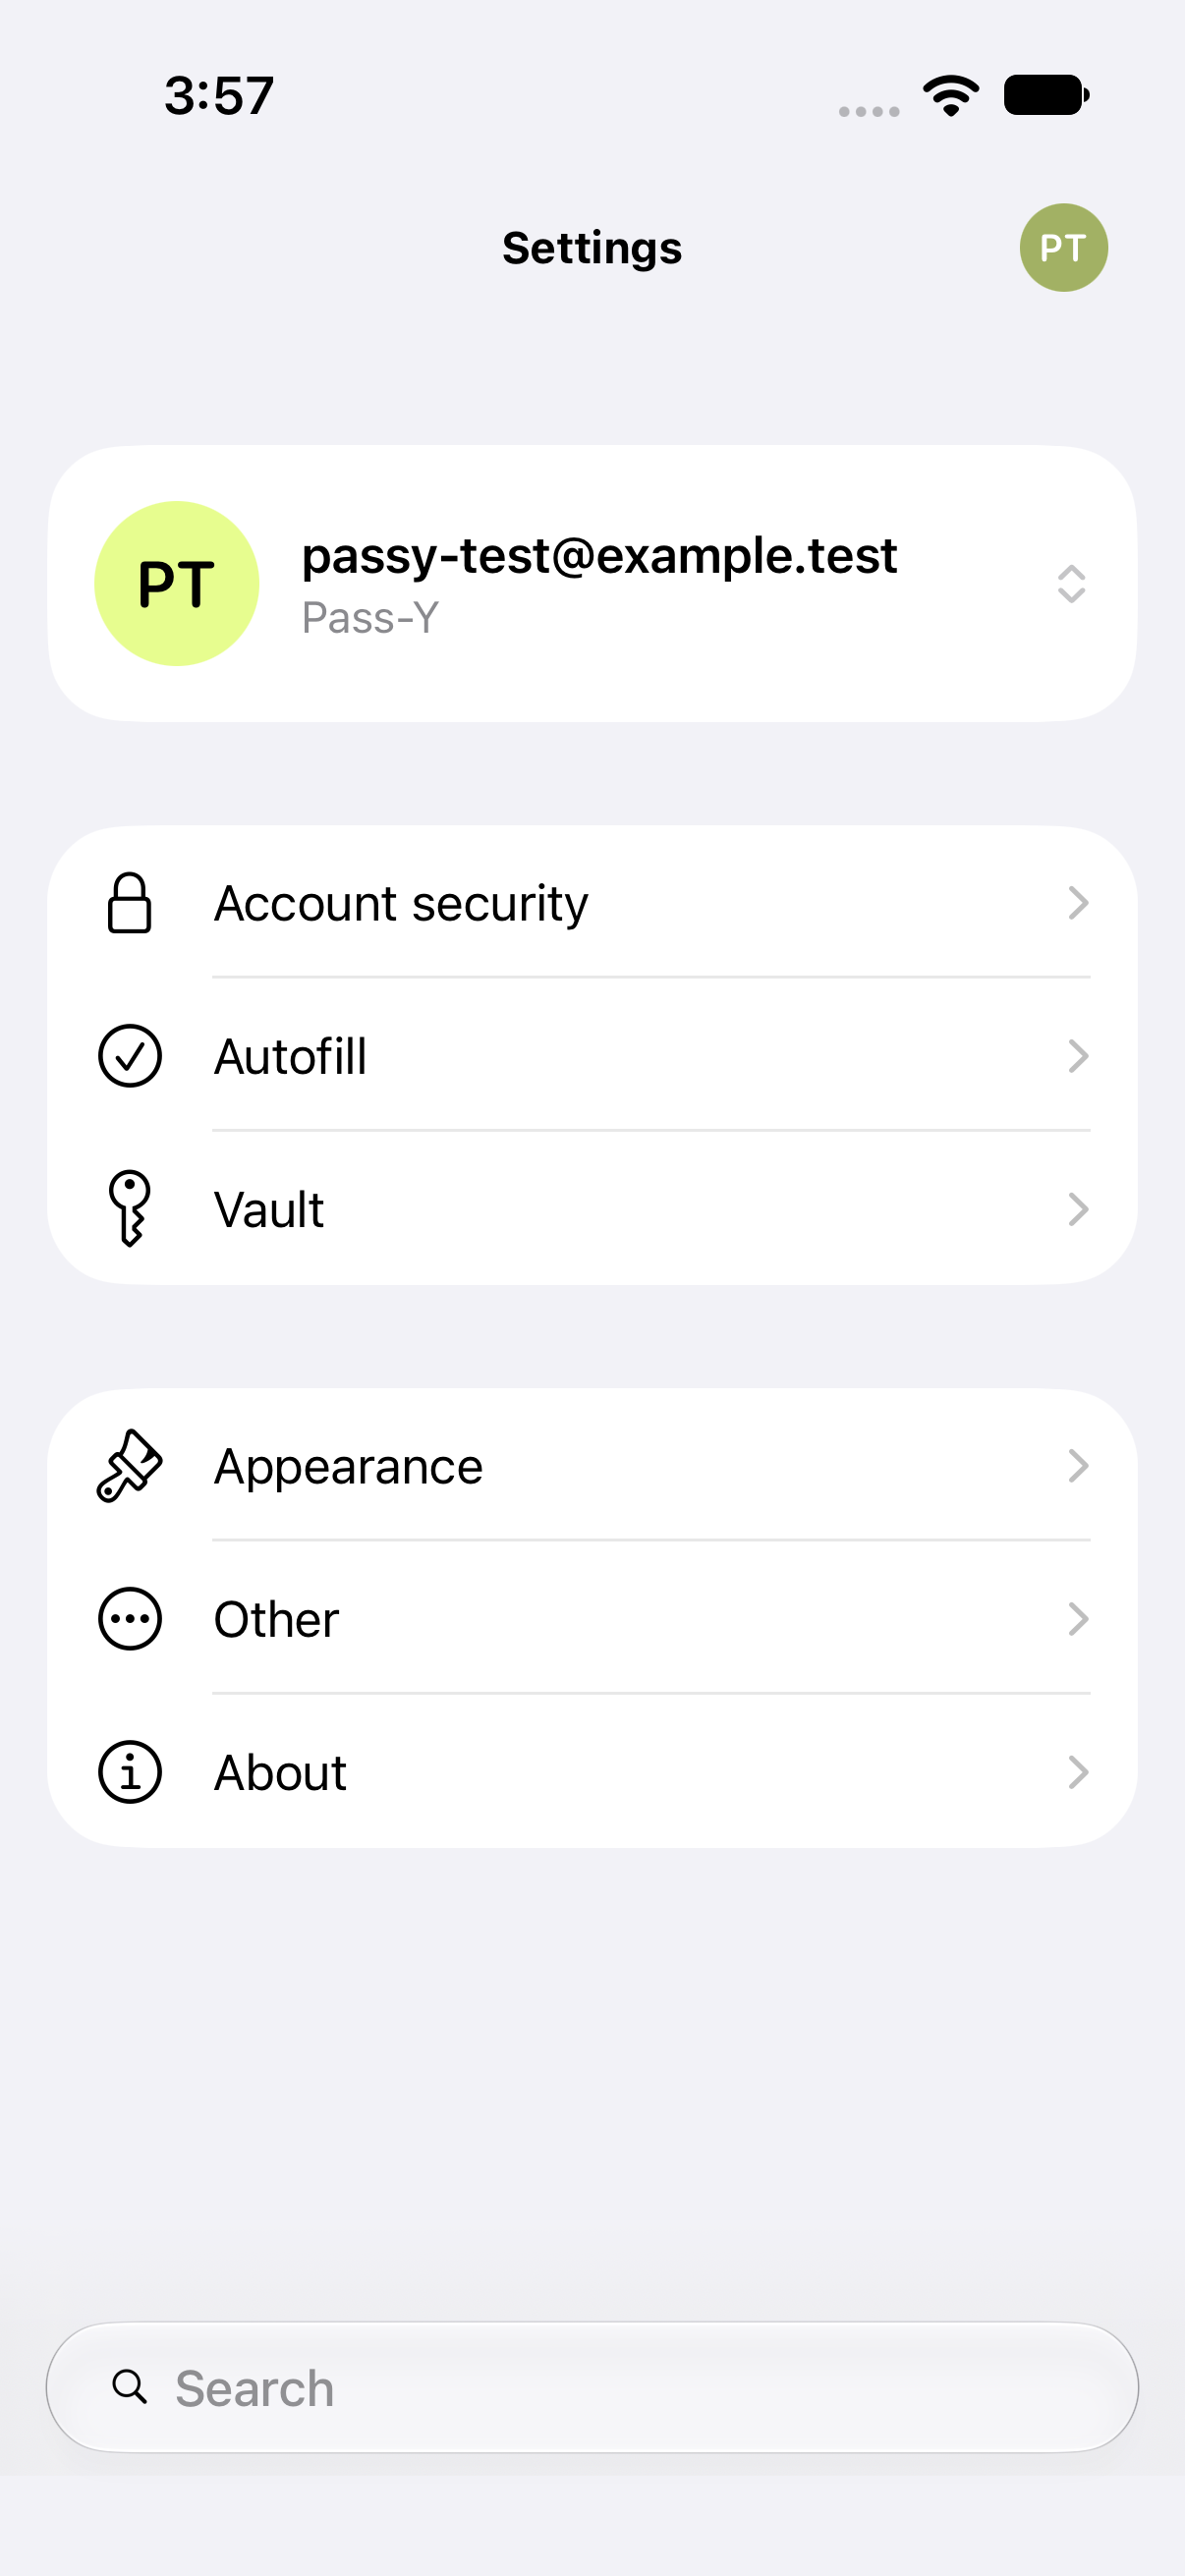 3:57
Settings
PT
PT
passy-test@example.test
Pass-Y
Account security
Autofill
Vault
Appearance
Other
About
Search